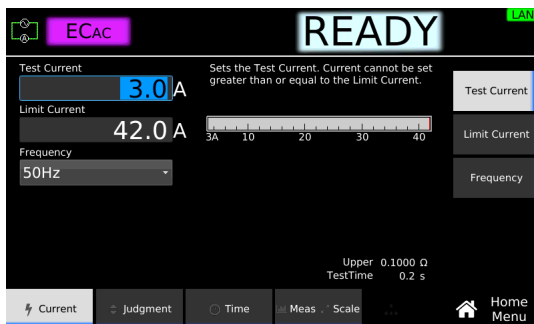 LAN
ECAC
READY
Test Current
3.0 A
Sets the Test Current. Current cannot be set
greater than or equal to the Limit Current.
Limit Current
42.0 A
3A 10 20 30 40
Frequency
50Hz
Test Current
Limit Current
Frequency
Upper 0.1000 Ω
TestTime 0.2 s
Current
Judgment
Time
Meas
Scale
Home
Menu